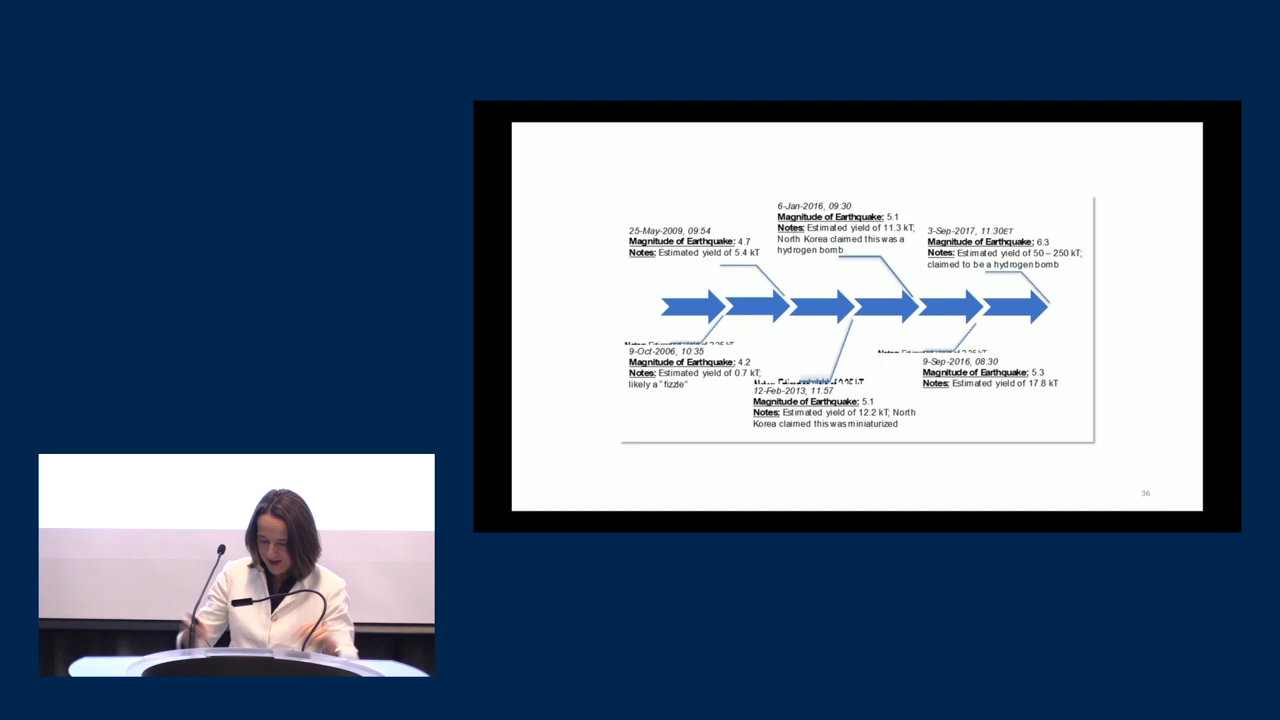 6-Jan-2016, 09:30
Magnitude of Earthquake: 5.1
Notes: Estimated yield of 11.3 kT;
North Korea claimed this was a
hydrogen bomb
25-May-2009, 09:54
Magnitude of Earthquake: 4.7
Notes: Estimated yield of 5.4 kT
3-Sep-2017, 11:30ET
Magnitude of Earthquake: 6.3
Notes: Estimated yield of 50 – 250 kT;
claimed to be a hydrogen bomb
9-Oct-2006, 10:35
Magnitude of Earthquake: 4.2
Notes: Estimated yield of 0.7 kT;
likely a "fizzle"
12-Feb-2013, 11:57
Magnitude of Earthquake: 5.1
Notes: Estimated yield of 12.2 kT; North
Korea claimed this was miniaturized
9-Sep-2016, 08:30
Magnitude of Earthquake: 5.3
Notes: Estimated yield of 17.8 kT
36